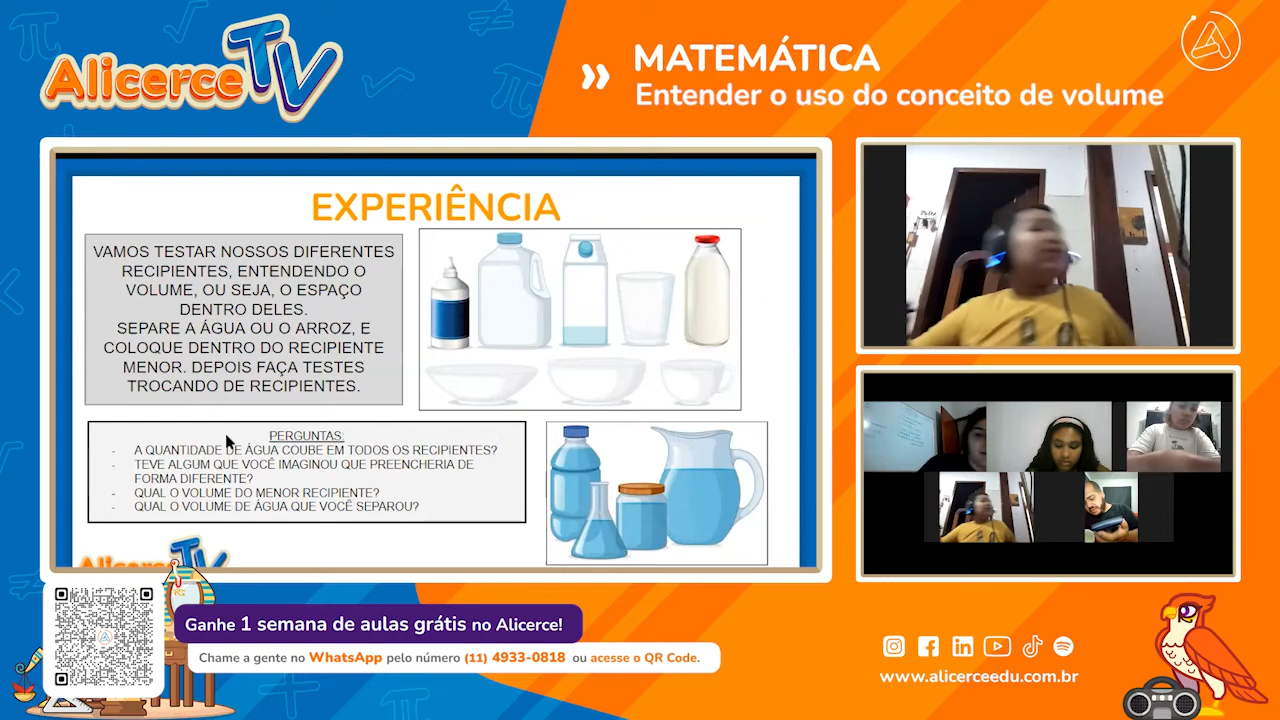 Alicerce TV
MATEMÁTICA
Entender o uso do conceito de volume
EXPERIÊNCIA
VAMOS TESTAR NOSSOS DIFERENTES
RECIPIENTES, ENTENDENDO O
VOLUME, OU SEJA, O ESPAÇO
DENTRO DELES.
SEPARE A ÁGUA OU O ARROZ, E
COLOQUE DENTRO DO RECIPIENTE
MENOR. DEPOIS FAÇA TESTES
TROCANDO DE RECIPIENTES.
PERGUNTAS:
- A QUANTIDADE DE ÁGUA COUBE EM TODOS OS RECIPIENTES?
- TEVE ALGUM QUE VOCÊ IMAGINOU QUE PREENCHERIA DE
FORMA DIFERENTE?
- QUAL O VOLUME DO MENOR RECIPIENTE?
- QUAL O VOLUME DE ÁGUA QUE VOCÊ SEPAROU?
Alicerce TV
Ganhe 1 semana de aulas grátis no Alicerce!
Chame a gente no WhatsApp pelo número (11) 4933-0818 ou acesse o QR Code.
www.alicerceedu.com.br